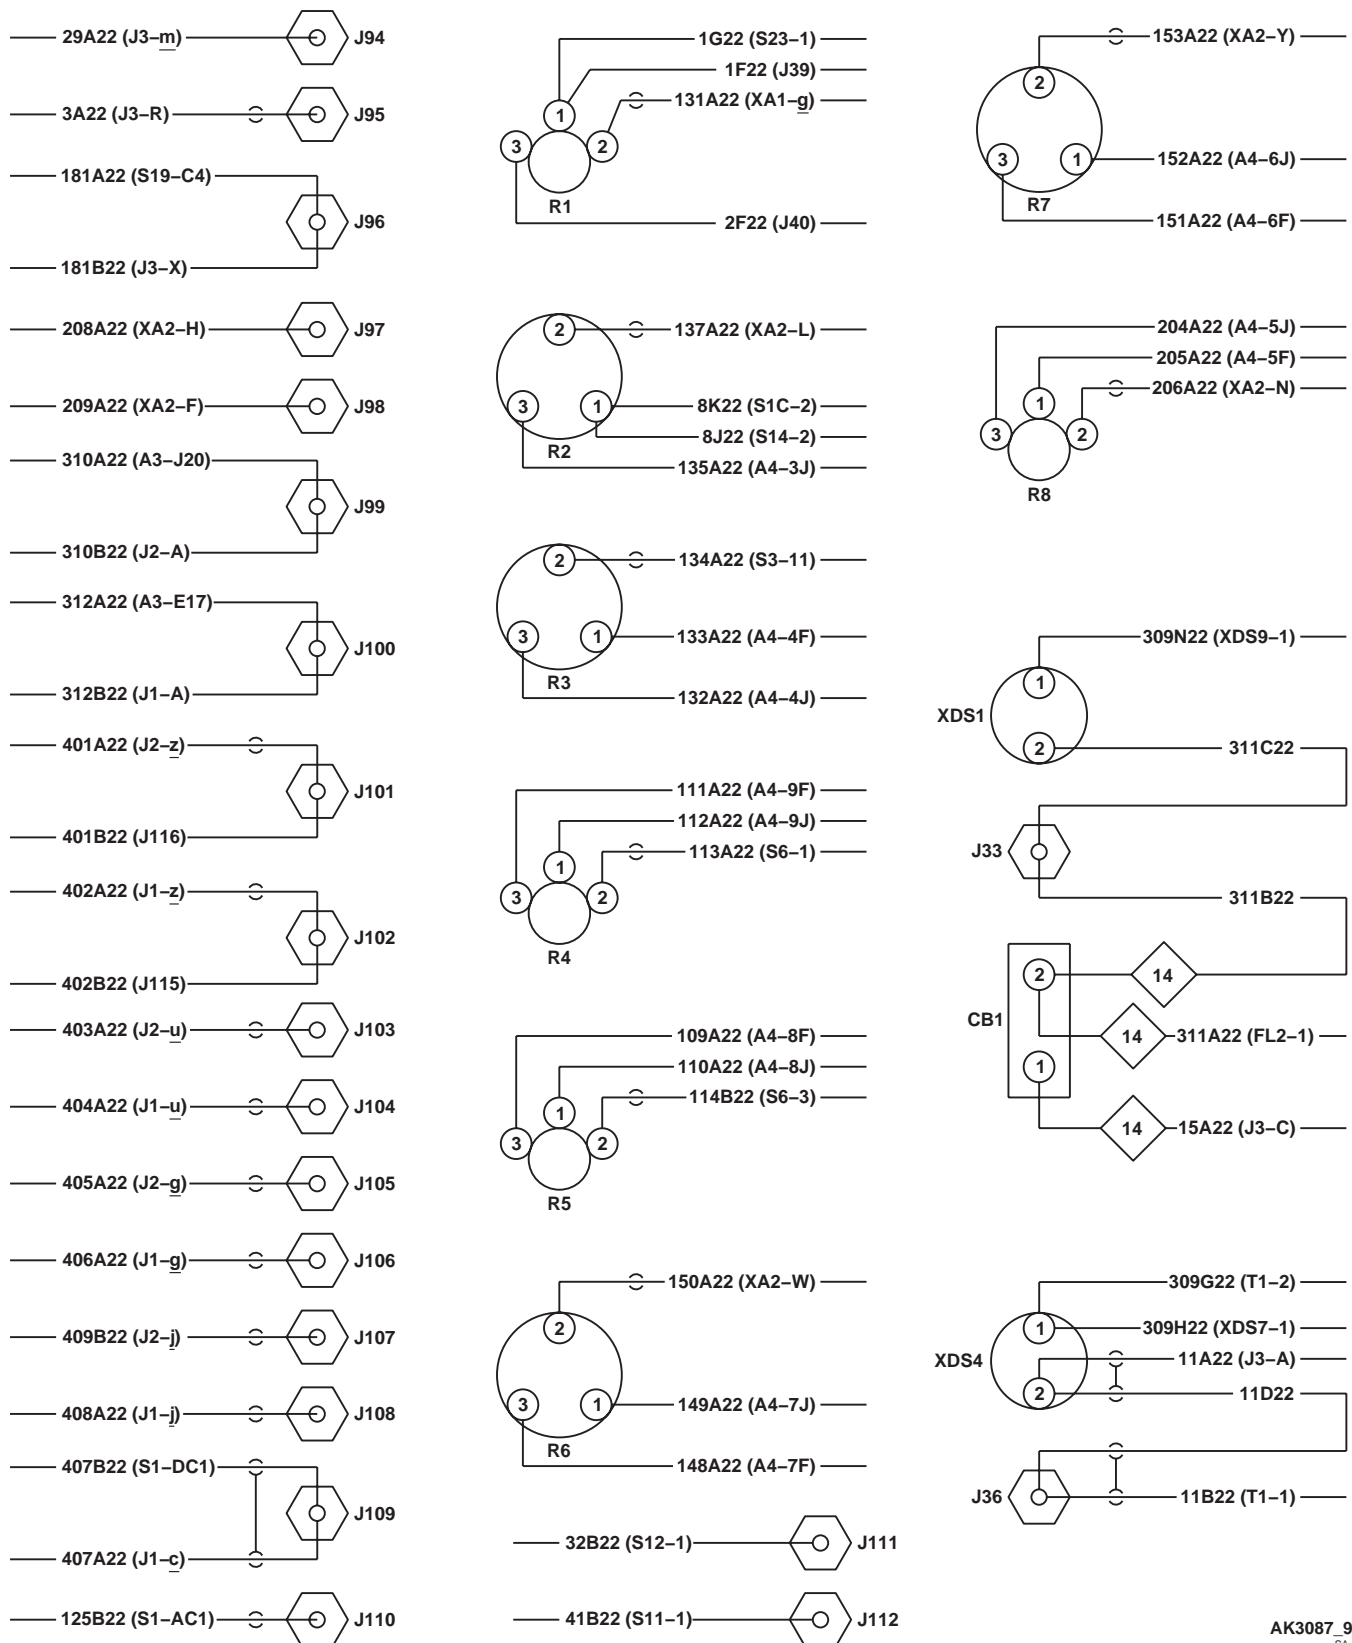 29A22 (J3–m)
J94
3A22 (J3–R)
J95
181A22 (S19–C4)
J96
181B22 (J3–X)
208A22 (XA2–H)
J97
209A22 (XA2–F)
J98
310A22 (A3–J20)
J99
310B22 (J2–A)
312A22 (A3–E17)
J100
312B22 (J1–A)
401A22 (J2–z)
J101
401B22 (J116)
402A22 (J1–z)
J102
402B22 (J115)
403A22 (J2–u)
J103
404A22 (J1–u)
J104
405A22 (J2–g)
J105
406A22 (J1–g)
J106
409B22 (J2–j)
J107
408A22 (J1–j)
J108
407B22 (S1–DC1)
J109
407A22 (J1–c)
125B22 (S1–AC1)
J110
1G22 (S23–1)
1F22 (J39)
131A22 (XA1–g)
1
3
2
R1
2F22 (J40)
2
137A22 (XA2–L)
3
1
8K22 (S1C–2)
8J22 (S14–2)
R2
135A22 (A4–3J)
2
134A22 (S3–11)
3
1
133A22 (A4–4F)
R3
132A22 (A4–4J)
111A22 (A4–9F)
112A22 (A4–9J)
113A22 (S6–1)
1
3
2
R4
109A22 (A4–8F)
110A22 (A4–8J)
114B22 (S6–3)
1
3
2
R5
150A22 (XA2–W)
2
3
1
149A22 (A4–7J)
R6
148A22 (A4–7F)
32B22 (S12–1)
J111
41B22 (S11–1)
J112
153A22 (XA2–Y)
2
3
1
152A22 (A4–6J)
R7
151A22 (A4–6F)
204A22 (A4–5J)
205A22 (A4–5F)
206A22 (XA2–N)
1
3
2
R8
309N22 (XDS9–1)
1
XDS1
2
311C22
J33
311B22
2
14
CB1
14
311A22 (FL2–1)
1
14
15A22 (J3–C)
309G22 (T1–2)
1
309H22 (XDS7–1)
XDS4
11A22 (J3–A)
2
11D22
J36
11B22 (T1–1)
AK3087_9